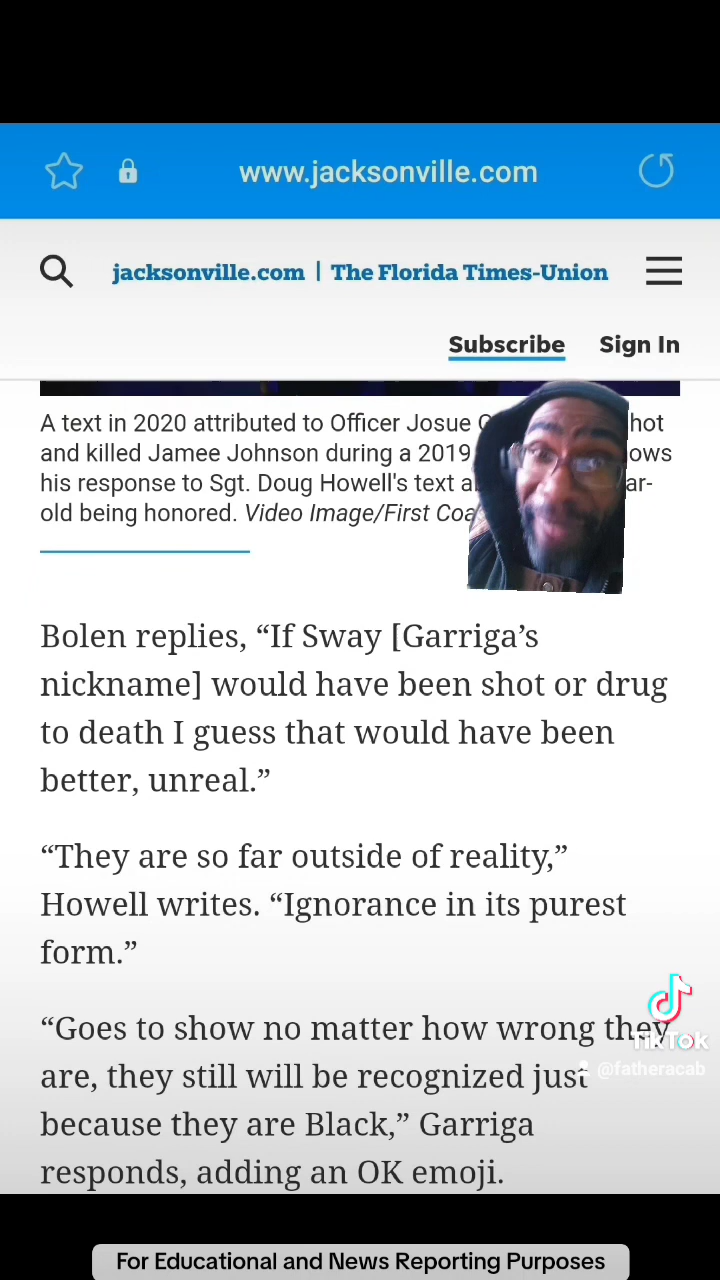 www.jacksonville.com
jacksonville.com | The Florida Times-Union
Subscribe Sign In
A text in 2020 attributed to Officer Josue hot
and killed Jamee Johnson during a 2019 ows
his response to Sgt. Doug Howell's text ar-
old being honored. Video Image/First
Bolen replies, “If Sway [Garriga’s
nickname] would have been shot or drug
to death I guess that would have been
better, unreal.”
“They are so far outside of reality,”
Howell writes. “Ignorance in its purest
form.”
“Goes to show no matter how wrong they
are, they still will be recognized just
because they are Black,” Garriga
responds, adding an OK emoji.
TikTok
@fatheracab
For Educational and News Reporting Purposes